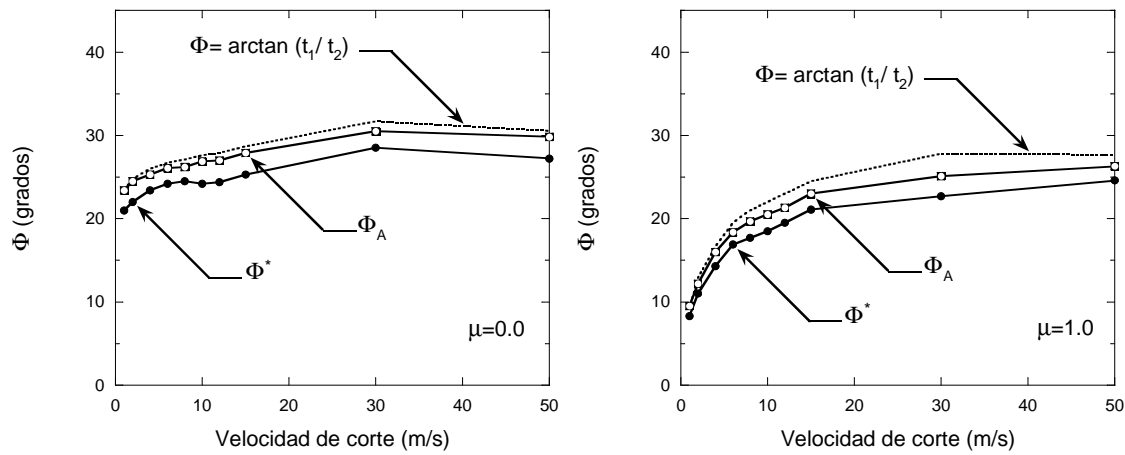 40
30
20
10
0
Φ (grados)
Φ= arctan (t₁/ t₂)
Φ_A
Φ*
μ=0.0
0 10 20 30 40 50
Velocidad de corte (m/s)
40
30
20
10
0
Φ (grados)
Φ= arctan (t₁/ t₂)
Φ_A
Φ*
μ=1.0
0 10 20 30 40 50
Velocidad de corte (m/s)